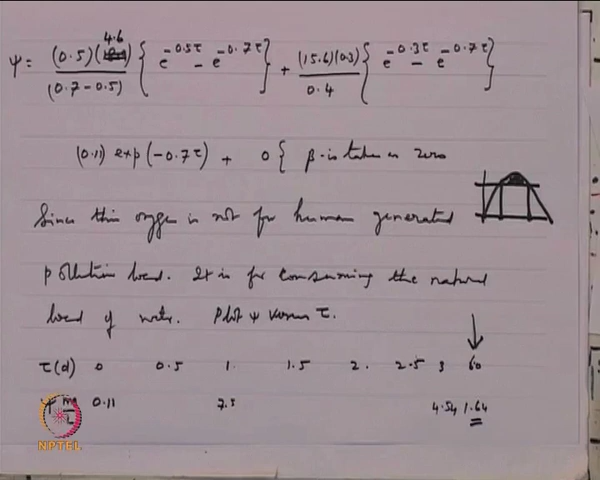 4.6
ψ = (0.5)( ) / (0.7-0.5) { e^-0.5τ - e^-0.7τ } + (15.6)(0.3) / 0.4 { e^-0.3τ - e^-0.7τ }
(0.11) exp(-0.7τ) + 0 { β is taken as zero
Since this oxygen is not for human generated
pollution load. It is for consuming the natural
load of water. Plot ψ versus τ.
τ(d) 0 0.5 1. 1.5 2. 2.5 3 60
ψ mg/L 0.11 7.5 4.54 1.64
NPTEL